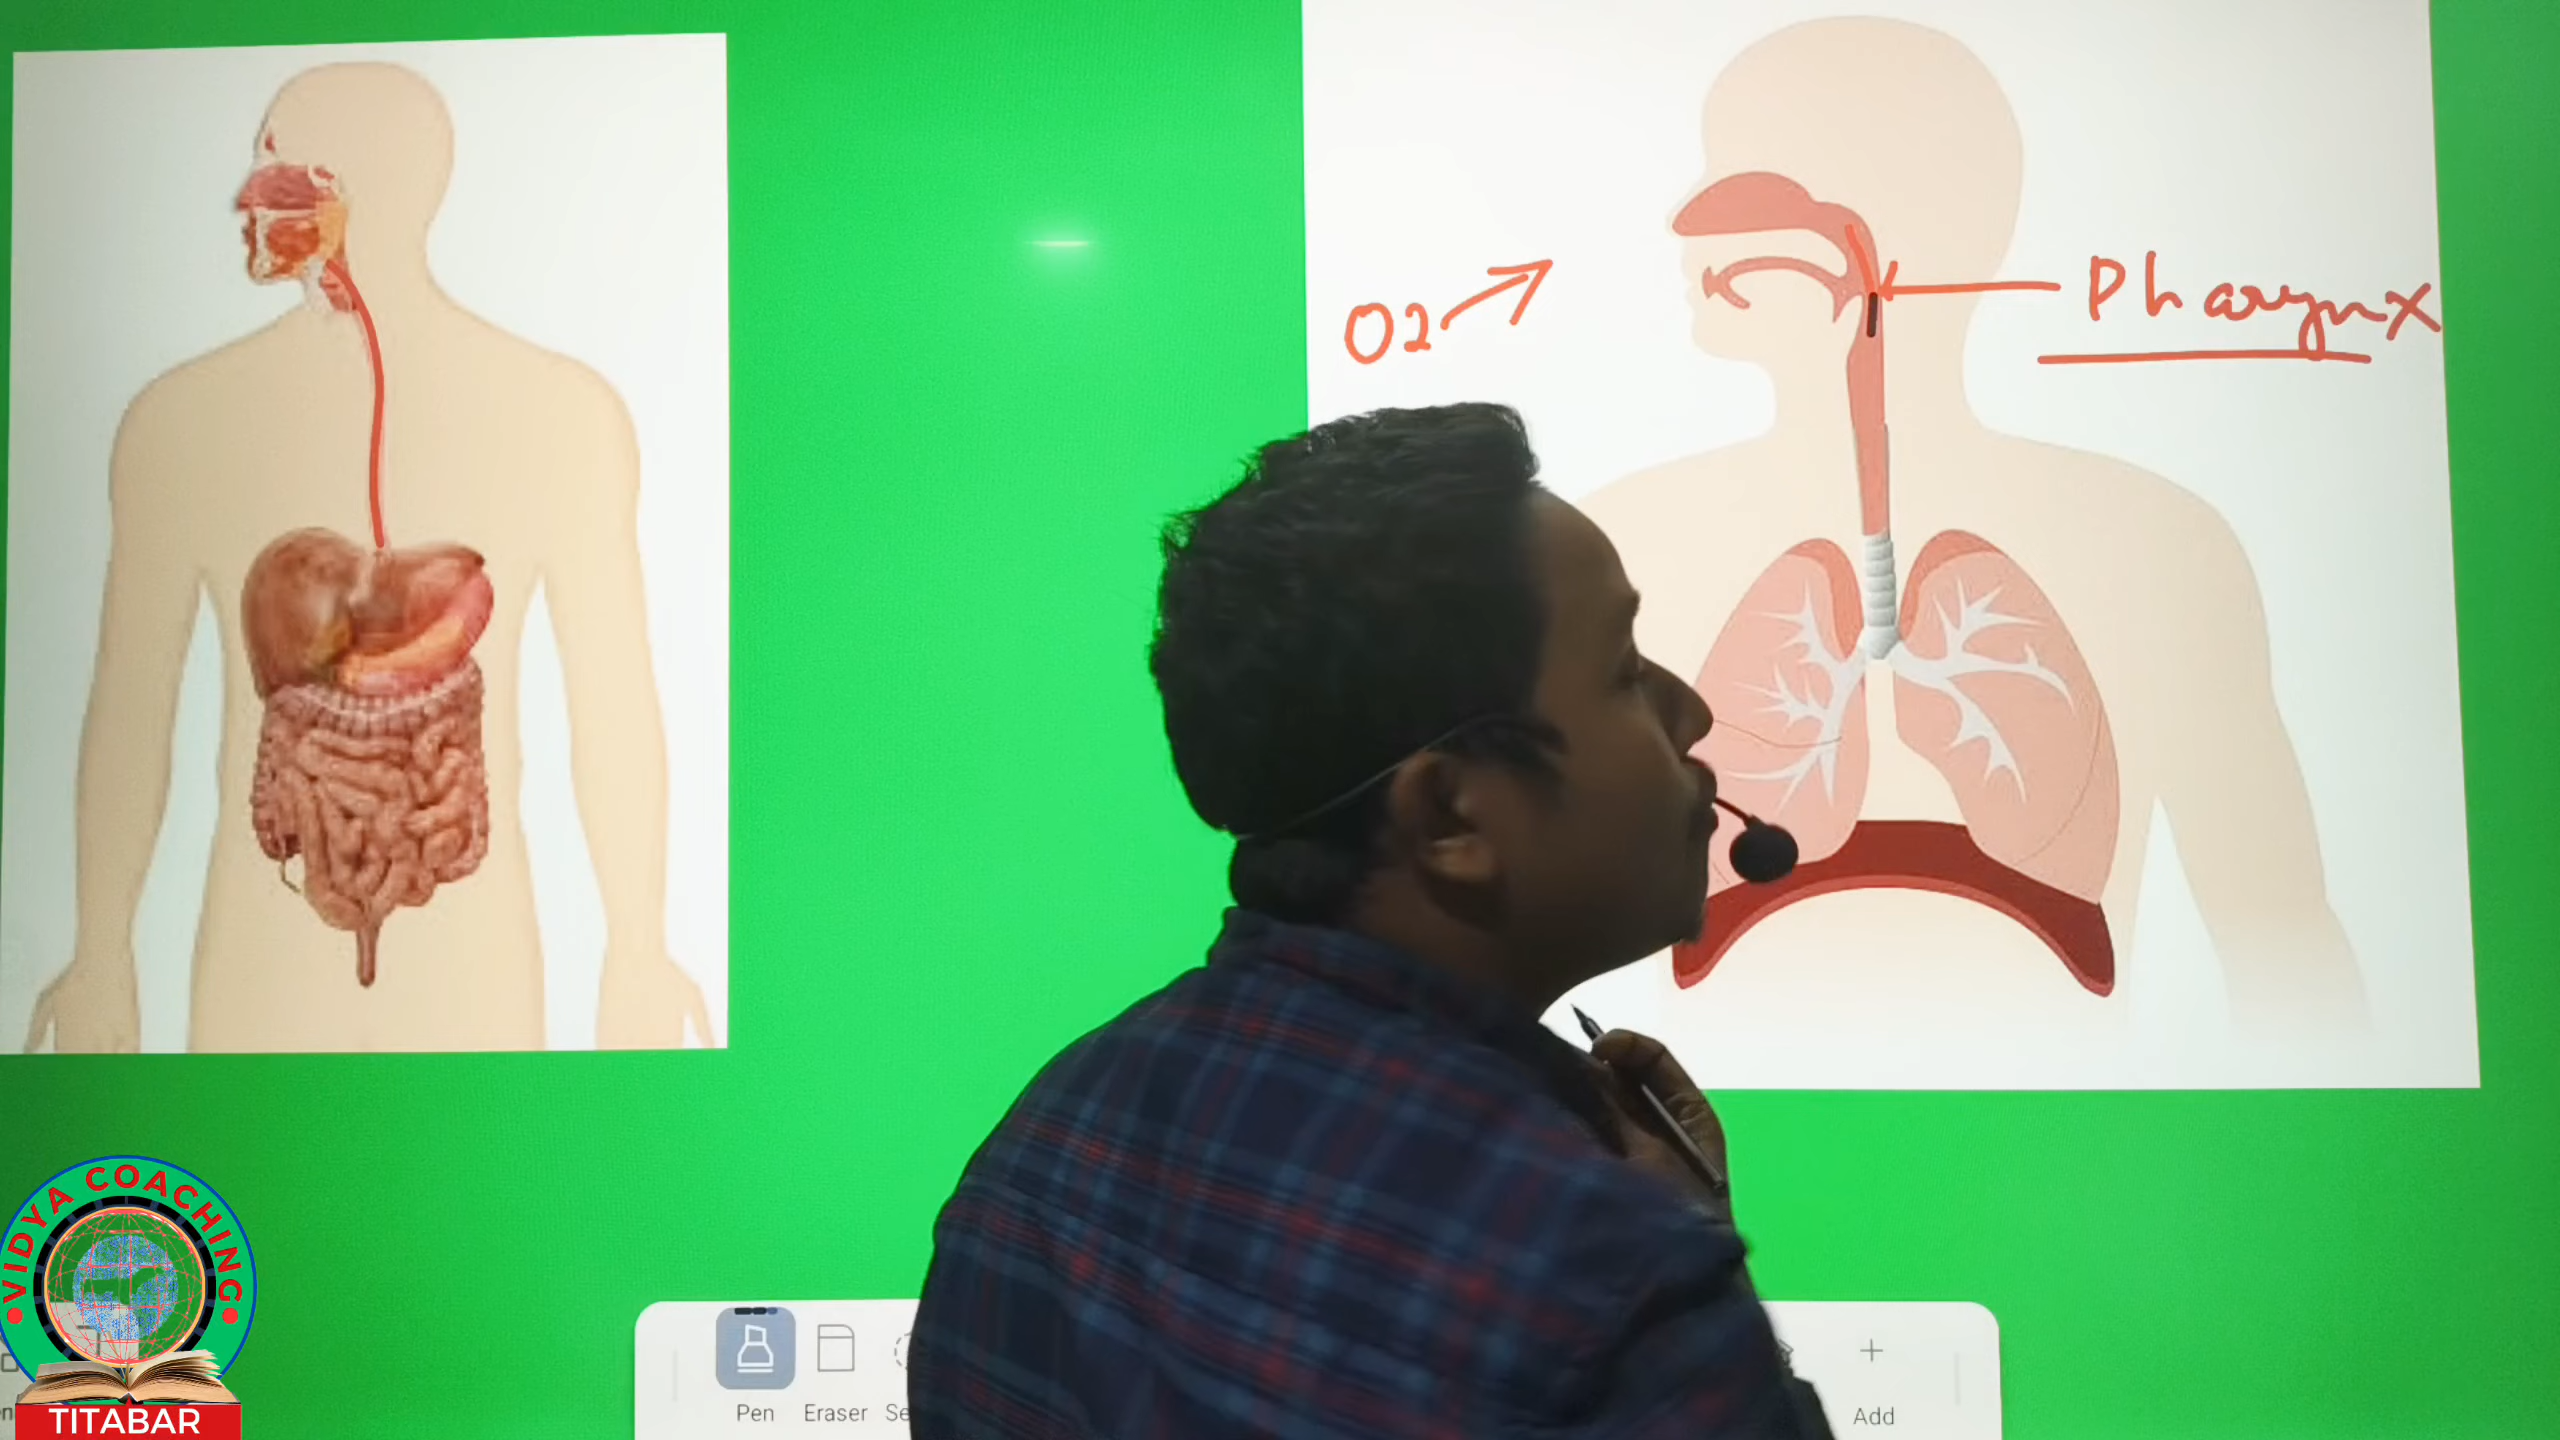 O2
Pharynx
VIDYA COACHING
TITABAR
Pen
Eraser
Add